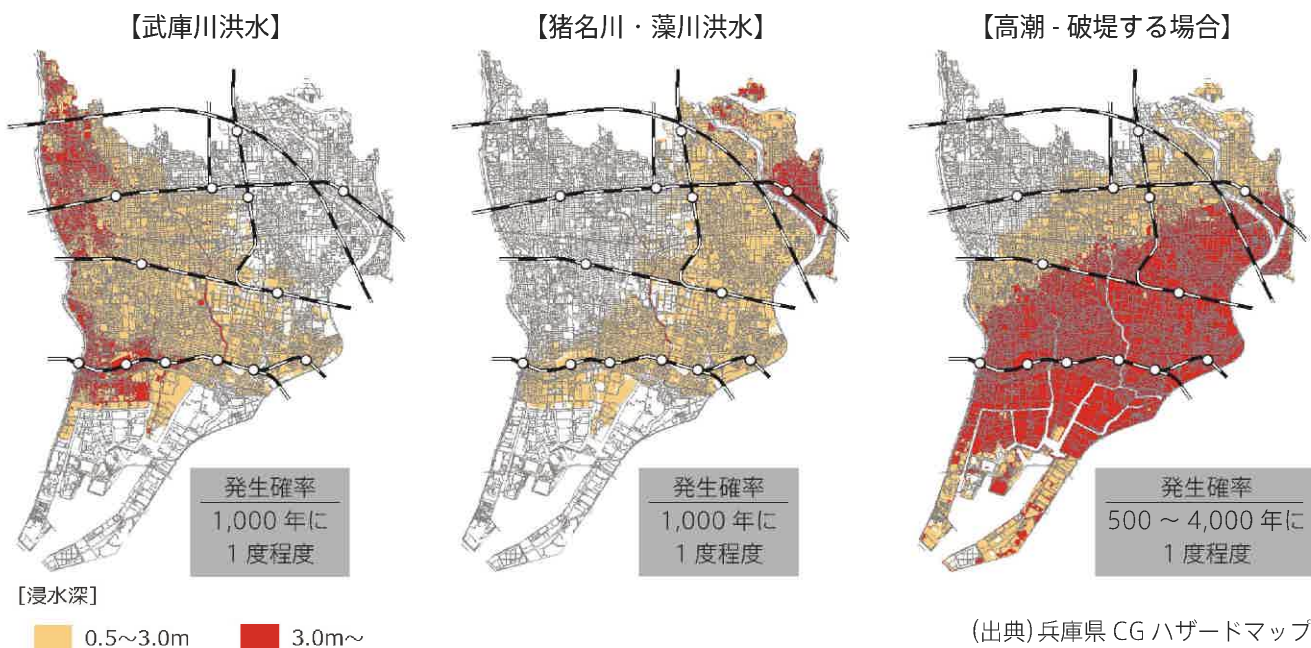 【武庫川洪水】
【猪名川・藻川洪水】
【高潮 - 破堤する場合】
発生確率
1,000 年に
1 度程度
発生確率
1,000 年に
1 度程度
発生確率
500 ～ 4,000 年に
1 度程度
[浸水深]
0.5～3.0m
3.0m～
(出典) 兵庫県 CG ハザードマップ